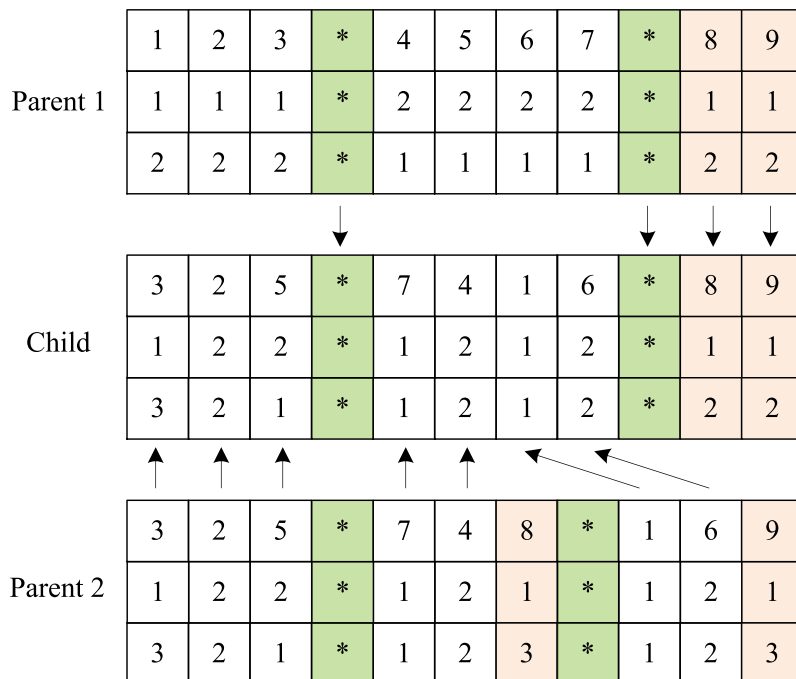 1 2 3 * 4 5 6 7 * 8 9
Parent 1 1 1 1 * 2 2 2 2 * 1 1
2 2 2 * 1 1 1 1 * 2 2
3 2 5 * 7 4 1 6 * 8 9
Child 1 2 2 * 1 2 1 2 * 1 1
3 2 1 * 1 2 1 2 * 2 2
3 2 5 * 7 4 8 * 1 6 9
Parent 2 1 2 2 * 1 2 1 * 1 2 1
3 2 1 * 1 2 3 * 1 2 3